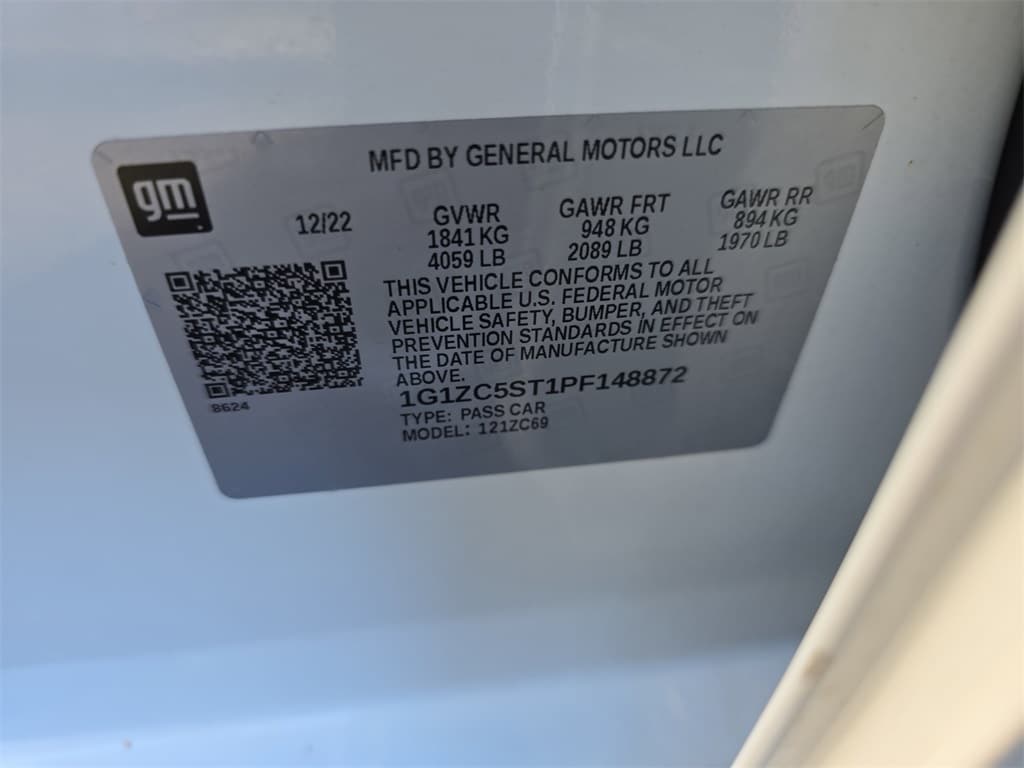 gm
MFD BY GENERAL MOTORS LLC
12/22
GVWR
1841 KG
4059 LB
GAWR FRT
948 KG
2089 LB
GAWR RR
894 KG
1970 LB
THIS VEHICLE CONFORMS TO ALL
APPLICABLE U.S. FEDERAL MOTOR
VEHICLE SAFETY, BUMPER, AND THEFT
PREVENTION STANDARDS IN EFFECT ON
THE DATE OF MANUFACTURE SHOWN
ABOVE.
8624
1G1ZC5ST1PF148872
TYPE: PASS CAR
MODEL: 121ZC69